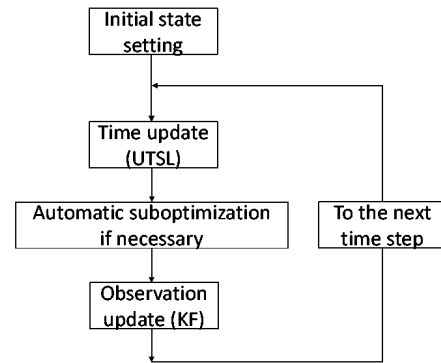 Initial state
setting
Time update
(UTSL)
Automatic suboptimization
if necessary
To the next
time step
Observation
update (KF)